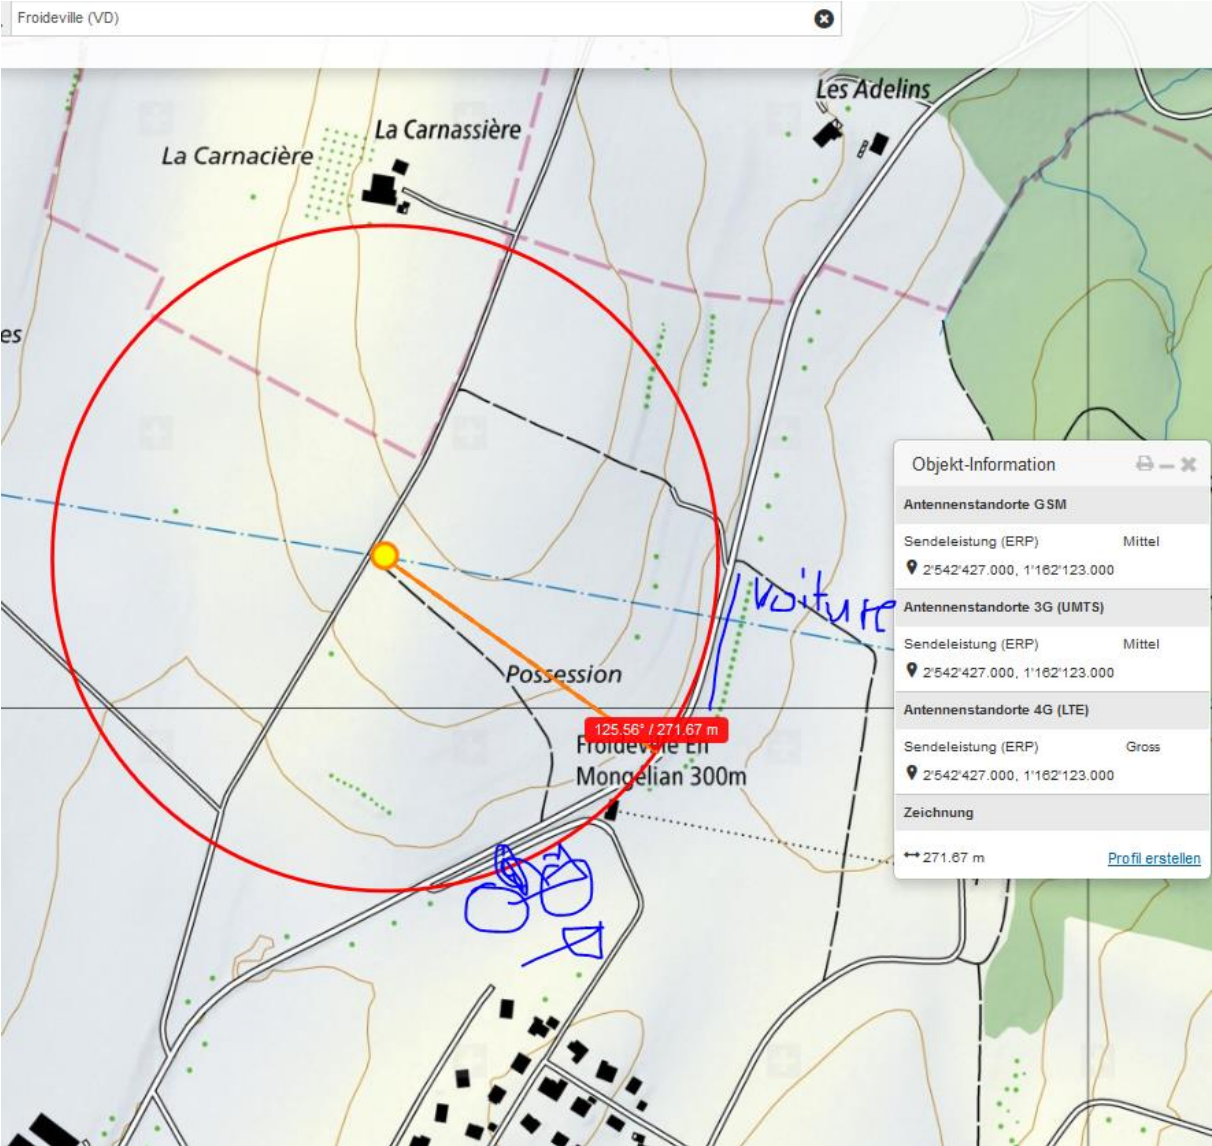 Froideville (VD)
Les Adelins
La Carnassière
La Carnacière
es
Objekt-Information
Antennenstandorte GSM
Sendeleistung (ERP) Mittel
2'542'427.000, 1'162'123.000
voiture
Antennenstandorte 3G (UMTS)
Sendeleistung (ERP) Mittel
2'542'427.000, 1'162'123.000
Possession
Antennenstandorte 4G (LTE)
125.56° / 271.67 m
Froideville En
Mongélian 300m
Sendeleistung (ERP) Gross
2'542'427.000, 1'162'123.000
Zeichnung
271.67 m Profil erstellen